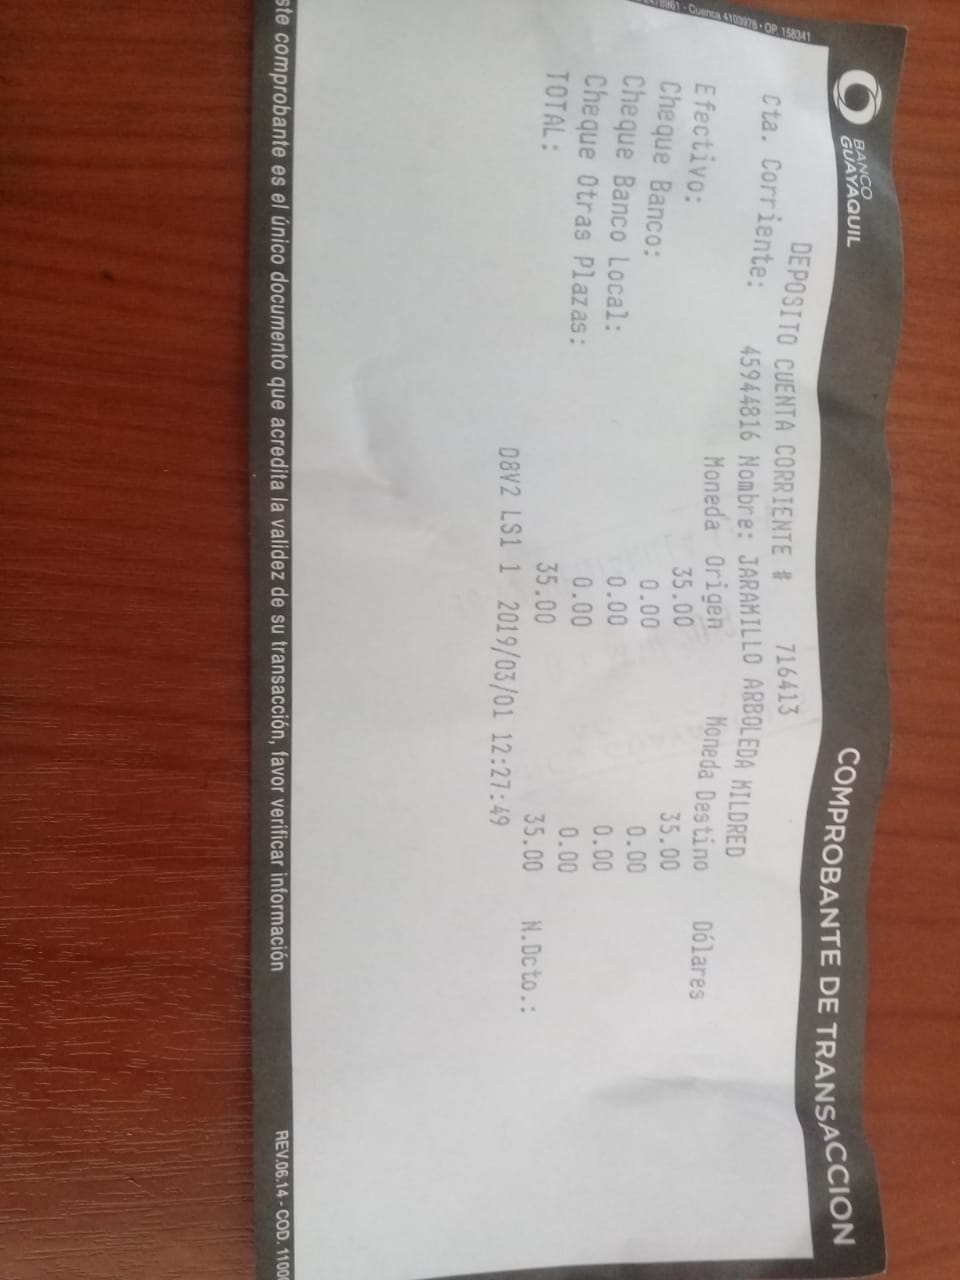 BANCO
GUAYAQUIL
COMPROBANTE DE TRANSACCION
DEPOSITO CUENTA CORRIENTE # 716413
Cta. Corriente: 45944816 Nombre: JARAMILLO ARBOLEDA MILDRED
Moneda Origen Moneda Destino Dólares
Efectivo: 35.00 35.00
Cheque Banco: 0.00 0.00
Cheque Banco Local: 0.00 0.00
Cheque Otras Plazas: 0.00 0.00
TOTAL: 35.00 35.00 N.Dcto.:
D8V2 LS1 1 2019/03/01 12:27:49
ste comprobante es el único documento que acredita la validez de su transacción, favor verificar información
REV.06.14 - COD. 1100
Cuenca 4103978 - OP. 158341